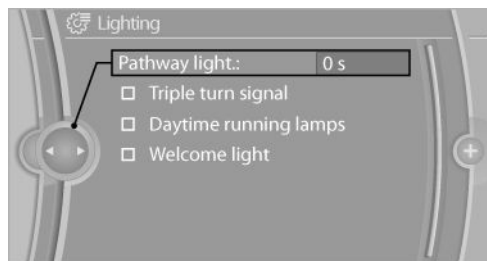 Lighting
Pathway light.: 0 s
Triple turn signal
Daytime running lamps
Welcome light